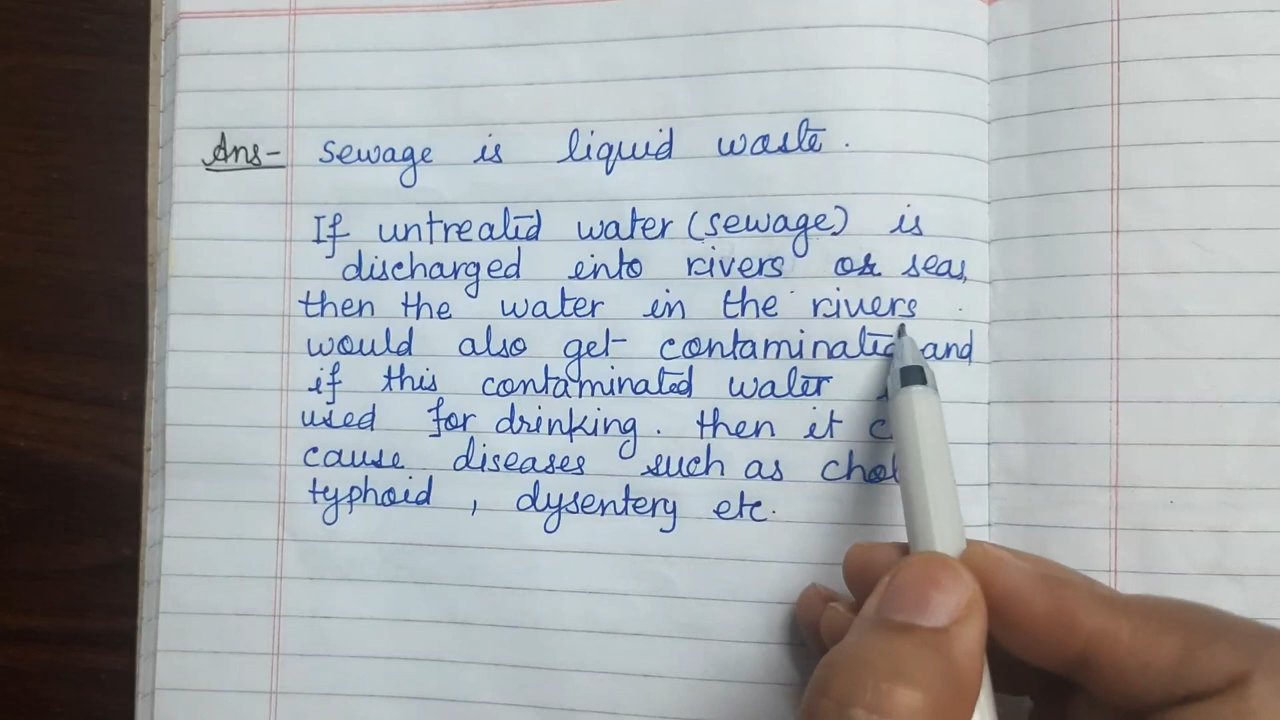 Ans- Sewage is liquid waste.
If untreated water (sewage) is
discharged into rivers or seas,
then the water in the rivers
would also get contaminated and
if this contaminated water
used for drinking. then it
cause diseases such as
typhoid, dysentery etc.